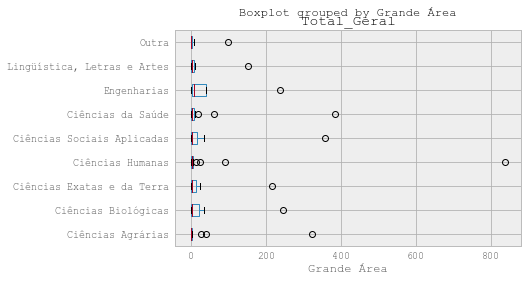 Boxplot grouped by Grande Área
Total_Geral
Outra
Lingüística, Letras e Artes
Engenharias
Ciências da Saúde
Ciências Sociais Aplicadas
Ciências Humanas
Ciências Exatas e da Terra
Ciências Biológicas
Ciências Agrárias
0 200 400 600 800
Grande Área